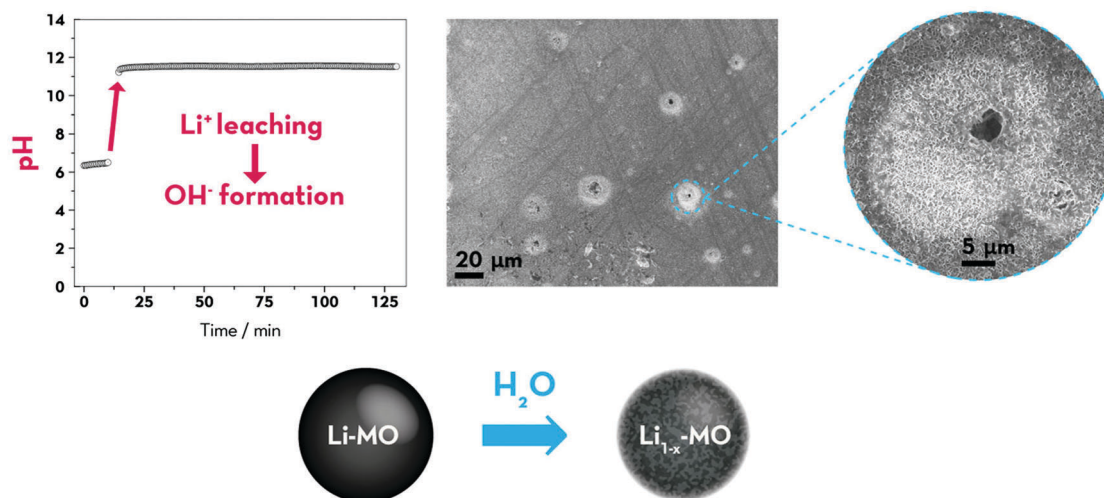 14
12
10
8
6
4
2
0
pH
0 25 50 75 100 125
Time / min
Li⁺ leaching
OH⁻ formation
20 µm
5 µm
Li-MO
H₂O
Li₁₋ₓ-MO